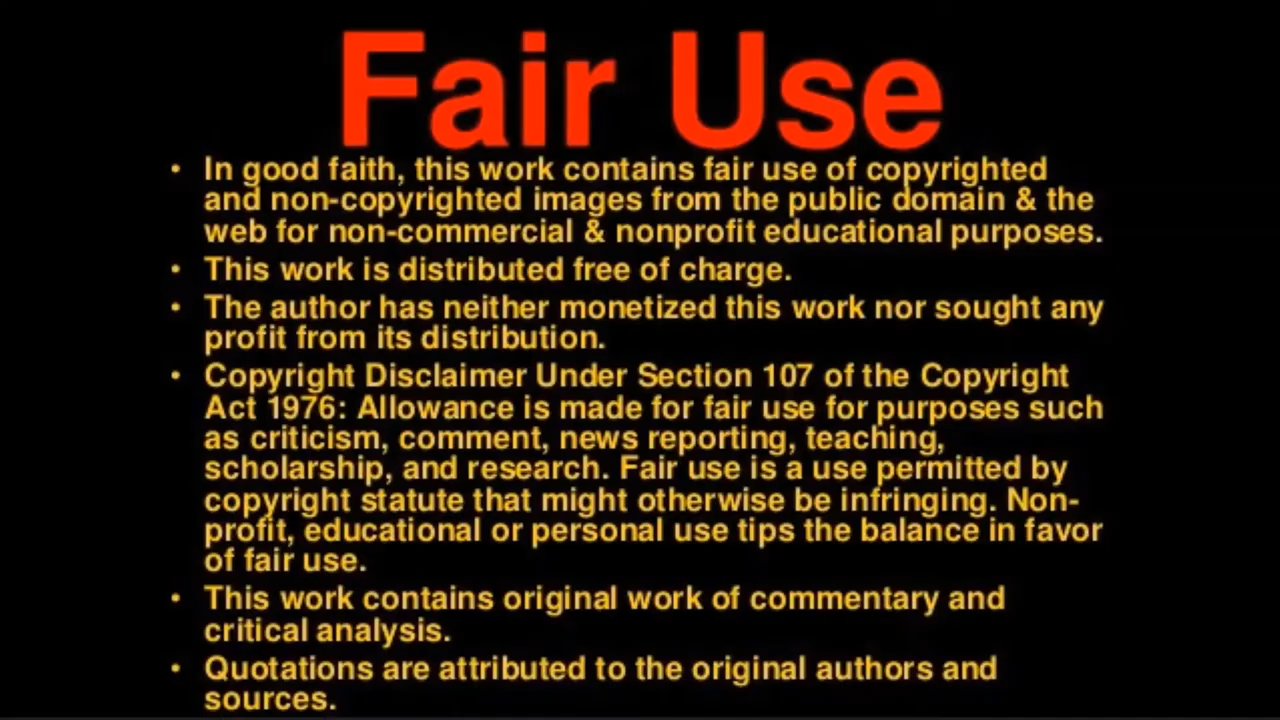 Fair Use
• In good faith, this work contains fair use of copyrighted
and non-copyrighted images from the public domain & the
web for non-commercial & nonprofit educational purposes.
• This work is distributed free of charge.
• The author has neither monetized this work nor sought any
profit from its distribution.
• Copyright Disclaimer Under Section 107 of the Copyright
Act 1976: Allowance is made for fair use for purposes such
as criticism, comment, news reporting, teaching,
scholarship, and research. Fair use is a use permitted by
copyright statute that might otherwise be infringing. Non-
profit, educational or personal use tips the balance in favor
of fair use.
• This work contains original work of commentary and
critical analysis.
• Quotations are attributed to the original authors and
sources.